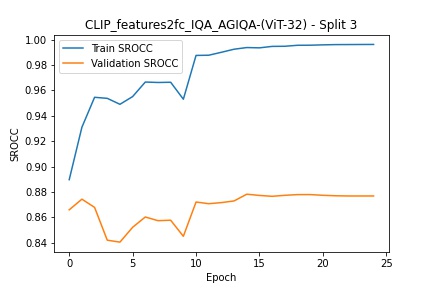 CLIP_features2fc_IQA_AGIQA-(ViT-32) - Split 3
1.00
0.98
0.96
0.94
0.92
0.90
0.88
0.86
0.84
SROCC
Train SROCC
Validation SROCC
0 5 10 15 20 25
Epoch